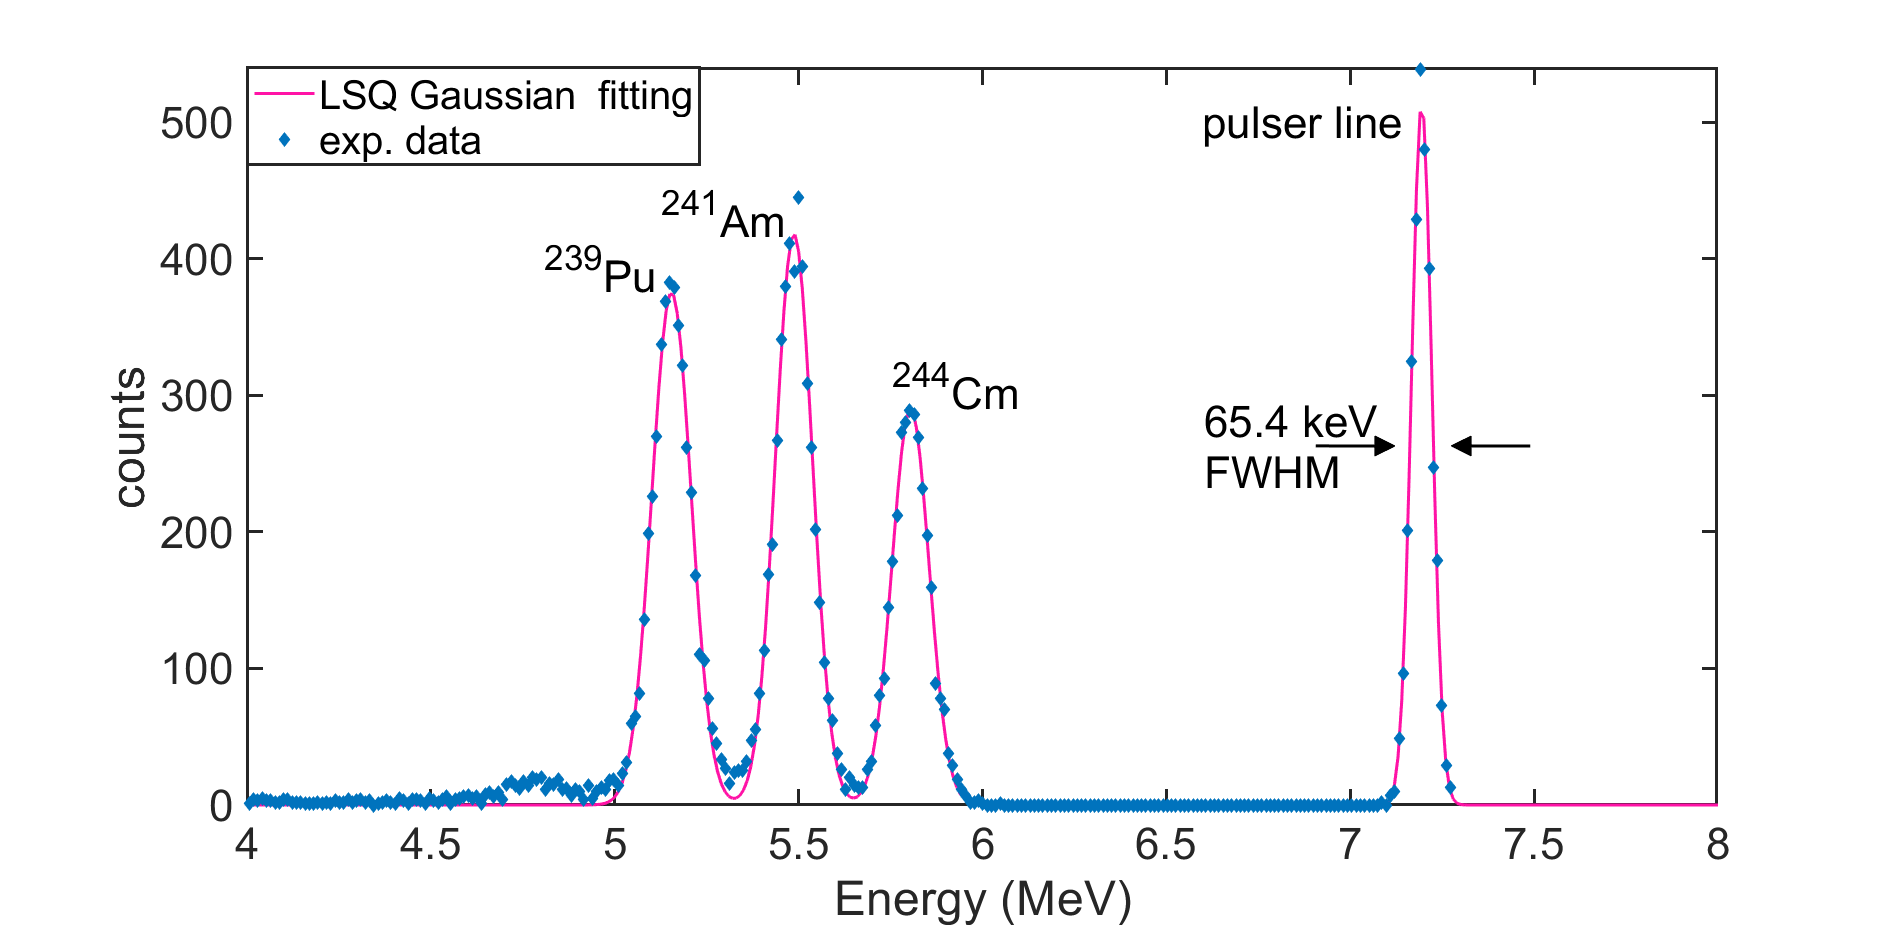 LSQ Gaussian fitting
exp. data
pulser line
241Am
239Pu
244Cm
65.4 keV
FWHM
counts
500
400
300
200
100
0
4 4.5 5 5.5 6 6.5 7 7.5 8
Energy (MeV)